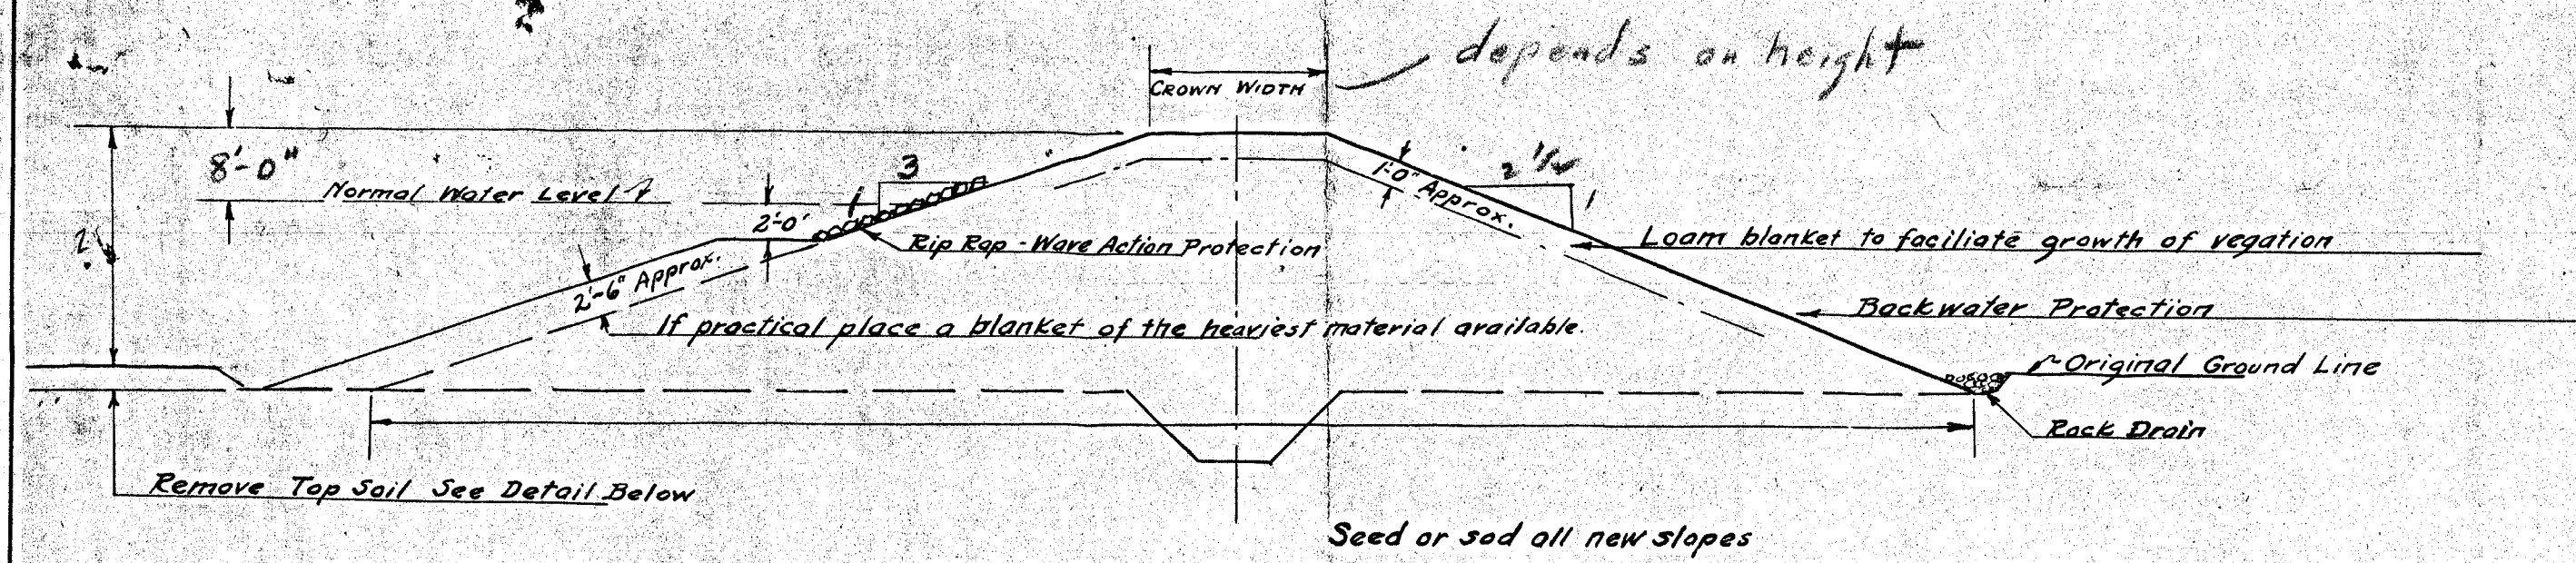 depends on height
CROWN WIDTH
8'-0"
Normal Water Level
3
1
2'-0"
1'-0" Approx.
2 1/2
1
Rip Rap - Wave Action Protection
Loam blanket to faciliate growth of vegation
2'-6" Approx.
Backwater Protection
If practical place a blanket of the heaviest material available.
Original Ground Line
Rock Drain
Remove Top Soil See Detail Below
Seed or sod all new slopes